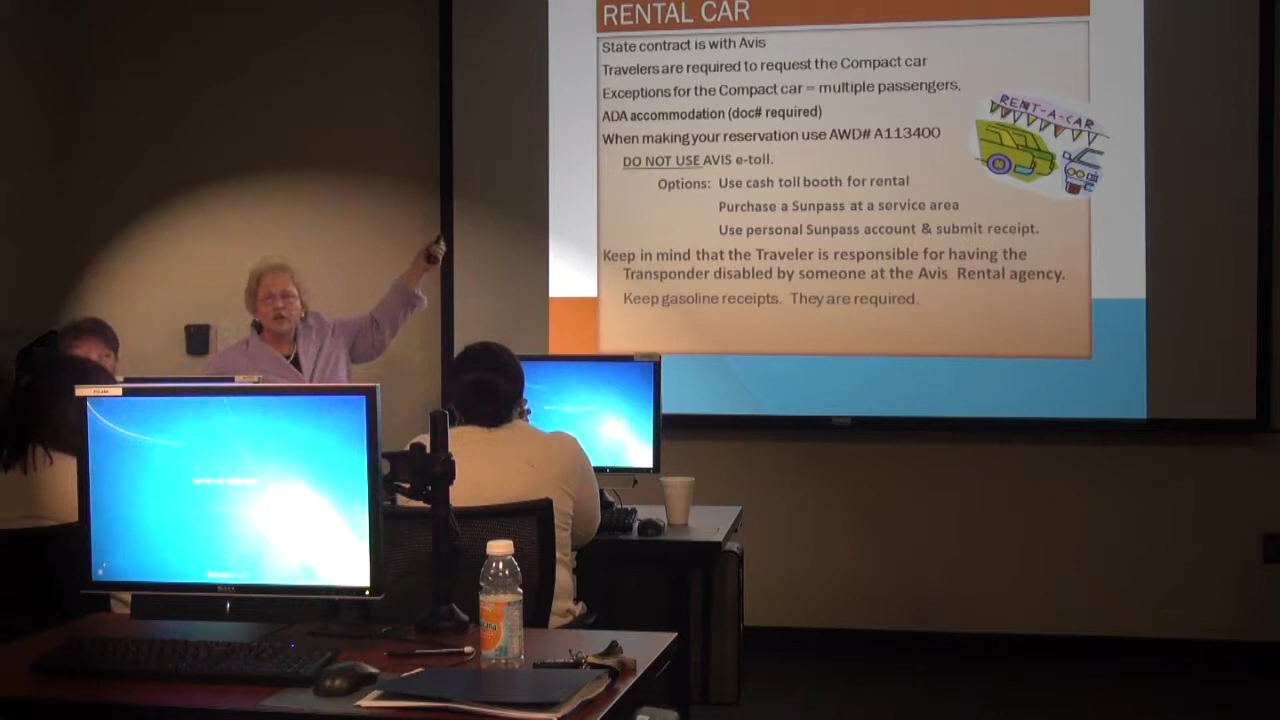 RENTAL CAR
State contract is with Avis
Travelers are required to request the Compact car
Exceptions for the Compact car = multiple passengers,
ADA accommodation (doc# required)
When making your reservation use AWD# A113400
DO NOT USE AVIS e-toll.
Options: Use cash toll booth for rental
Purchase a Sunpass at a service area
Use personal Sunpass account & submit receipt.
Keep in mind that the Traveler is responsible for having the
Transponder disabled by someone at the Avis Rental agency.
Keep gasoline receipts. They are required.
RENT-A-CAR